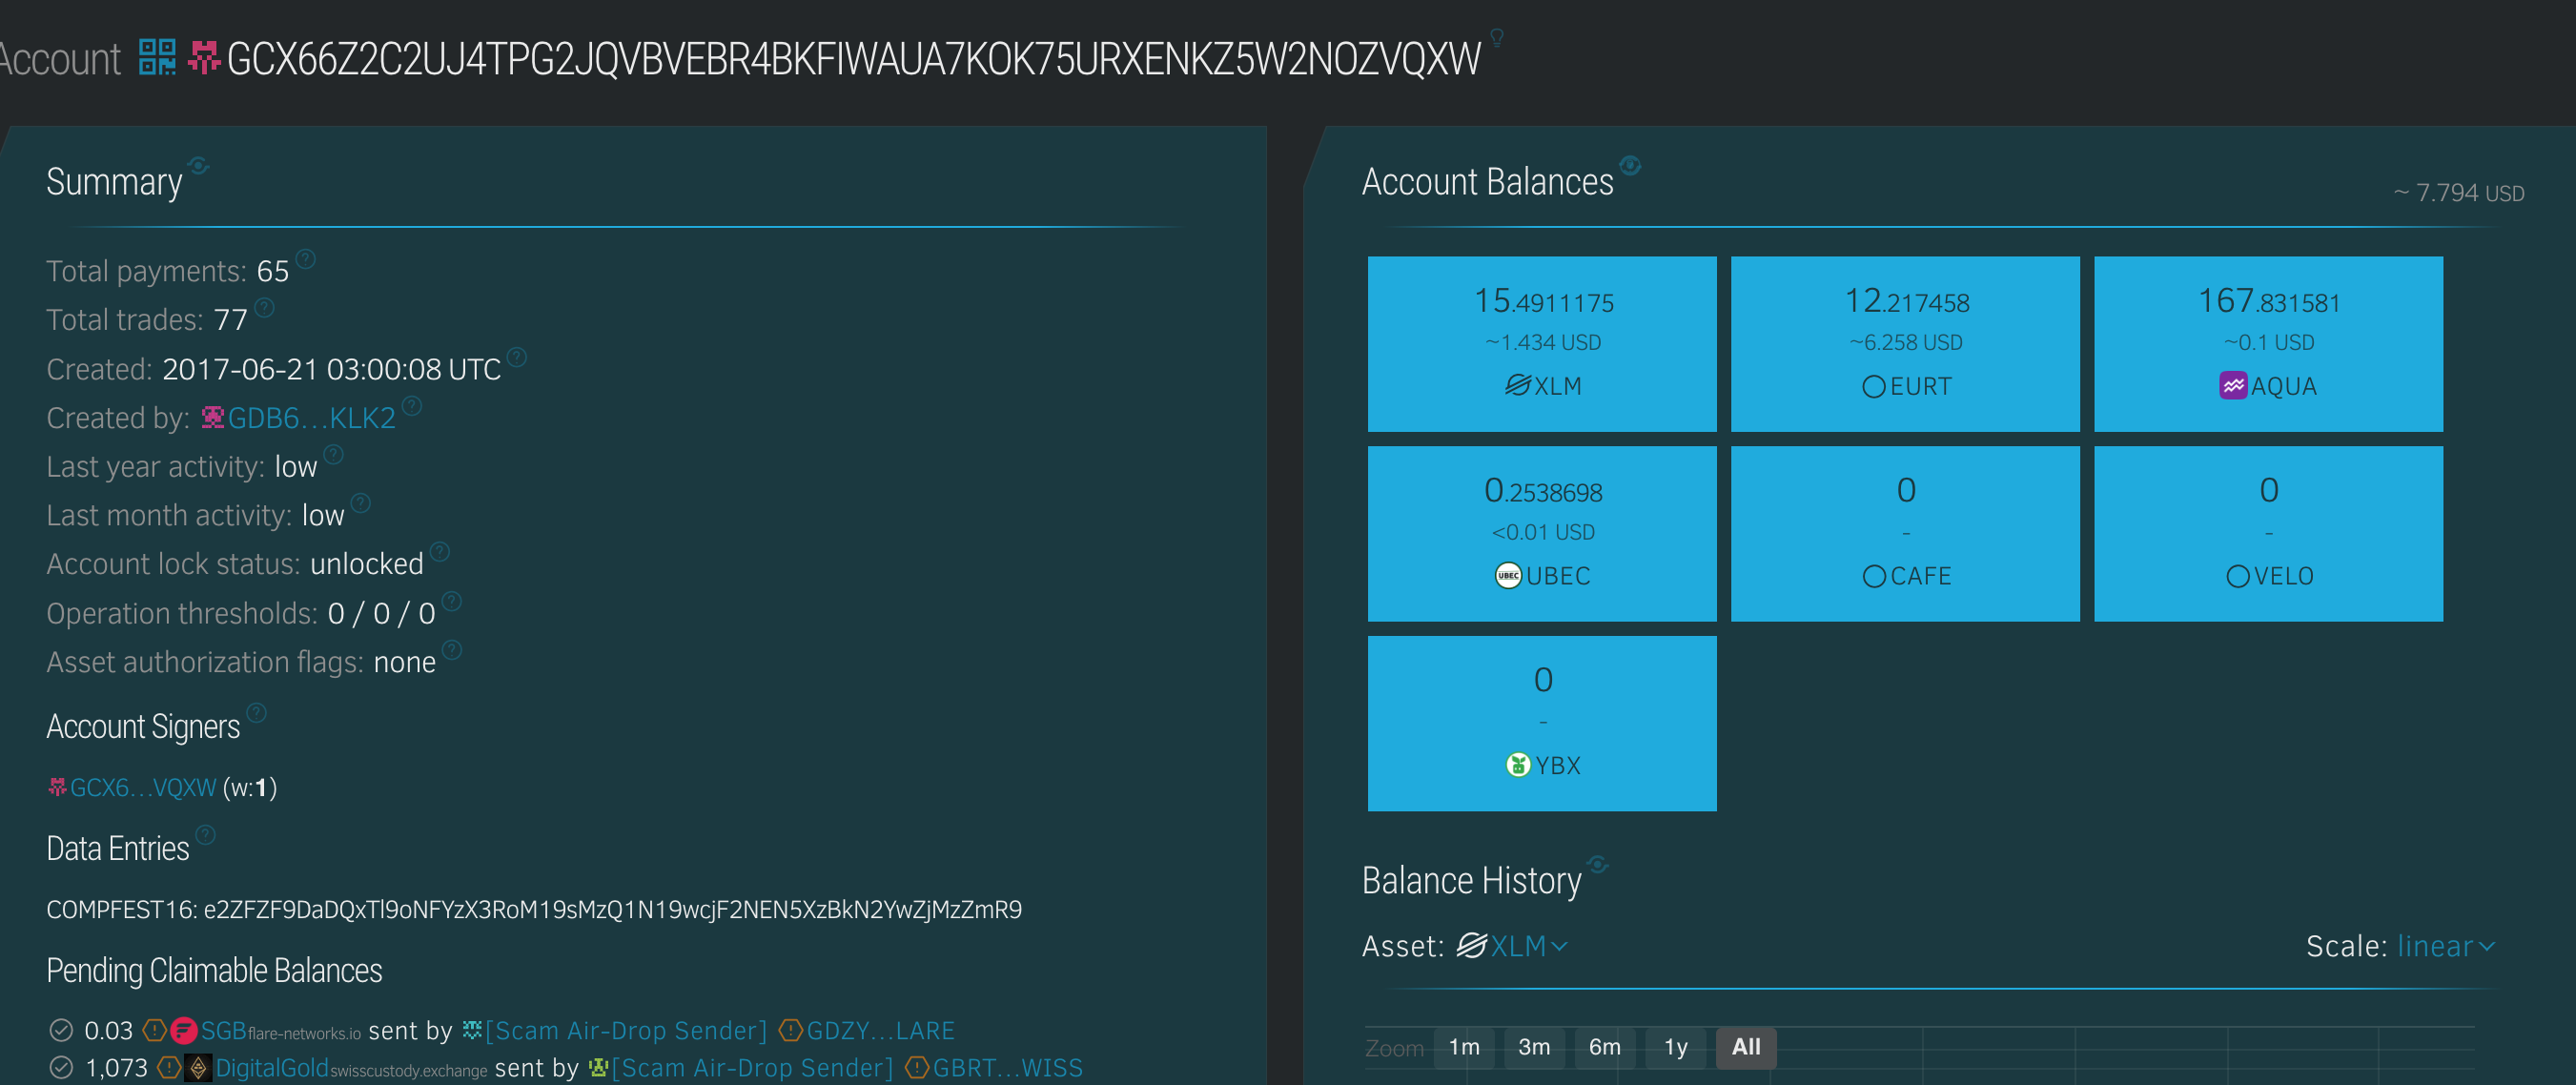 Account GCX66Z2C2UJ4TPG2JQVBVEBR4BKFIWAUA7KOK75URXENKZ5W2NOZVQXW
Summary
Total payments: 65
Total trades: 77
Created: 2017-06-21 03:00:08 UTC
Created by: GDB6...KLK2
Last year activity: low
Last month activity: low
Account lock status: unlocked
Operation thresholds: 0 / 0 / 0
Asset authorization flags: none
Account Signers
GCX6...VQXW (w:1)
Data Entries
COMPFEST16: e2ZFZF9DaDQxTl9oNFYzX3RoM19sMzQ1N19wcjF2NEN5XzBkN2YwZjMzZmR9
Pending Claimable Balances
0.03 SGB flare-networks.io sent by [Scam Air-Drop Sender] GDZY...LARE
1,073 DigitalGold swisscustody.exchange sent by [Scam Air-Drop Sender] GBRT...WISS
Account Balances
~ 7.794 USD
15.4911175
~1.434 USD
XLM
12.217458
~6.258 USD
EURT
167.831581
~0.1 USD
AQUA
0.2538698
<0.01 USD
UBEC UBEC
0
-
CAFE
0
-
VELO
0
-
YBX
Balance History
Asset: XLM
Scale: linear
Zoom 1m 3m 6m 1y All